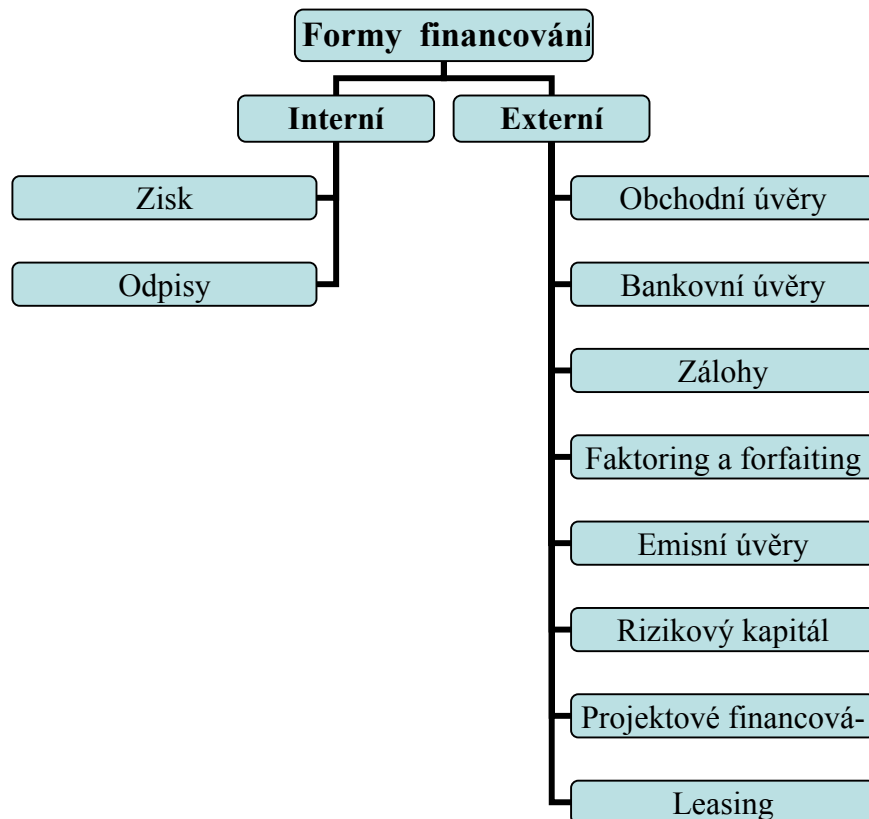 Formy financování
Interní
Externí
Zisk
Odpisy
Obchodní úvěry
Bankovní úvěry
Zálohy
Faktoring a forfaiting
Emisní úvěry
Rizikový kapitál
Projektové financová-
Leasing